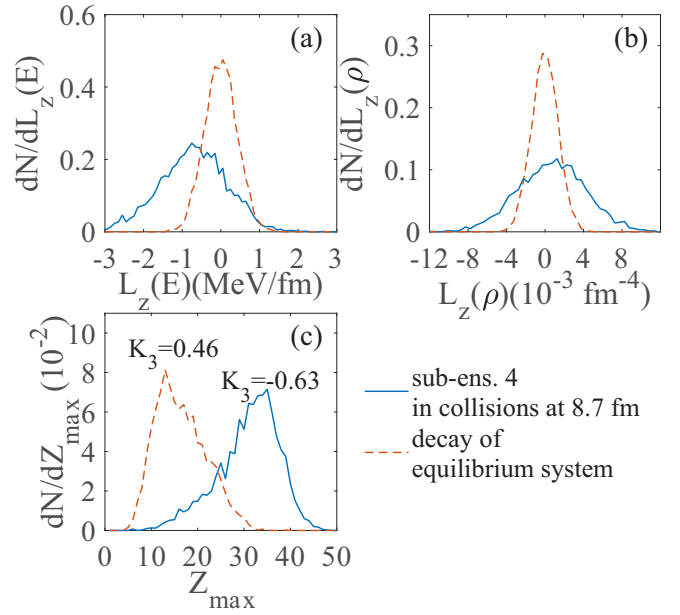 (a)
dN/dL_z(E)
0.6
0.4
0.2
0
-3 -2 -1 0 1 2 3
L_z(E)(MeV/fm)
(b)
dN/dL_z(ρ)
0.3
0.2
0.1
0
-12 -8 -4 0 4 8
L_z(ρ)(10^-3 fm^-4)
(c)
dN/dZ_max (10^-2)
10
8
6
4
2
0
K_3=0.46
K_3=-0.63
0 10 20 30 40 50
Z_max
sub-ens. 4
in collisions at 8.7 fm
decay of
equilibrium system